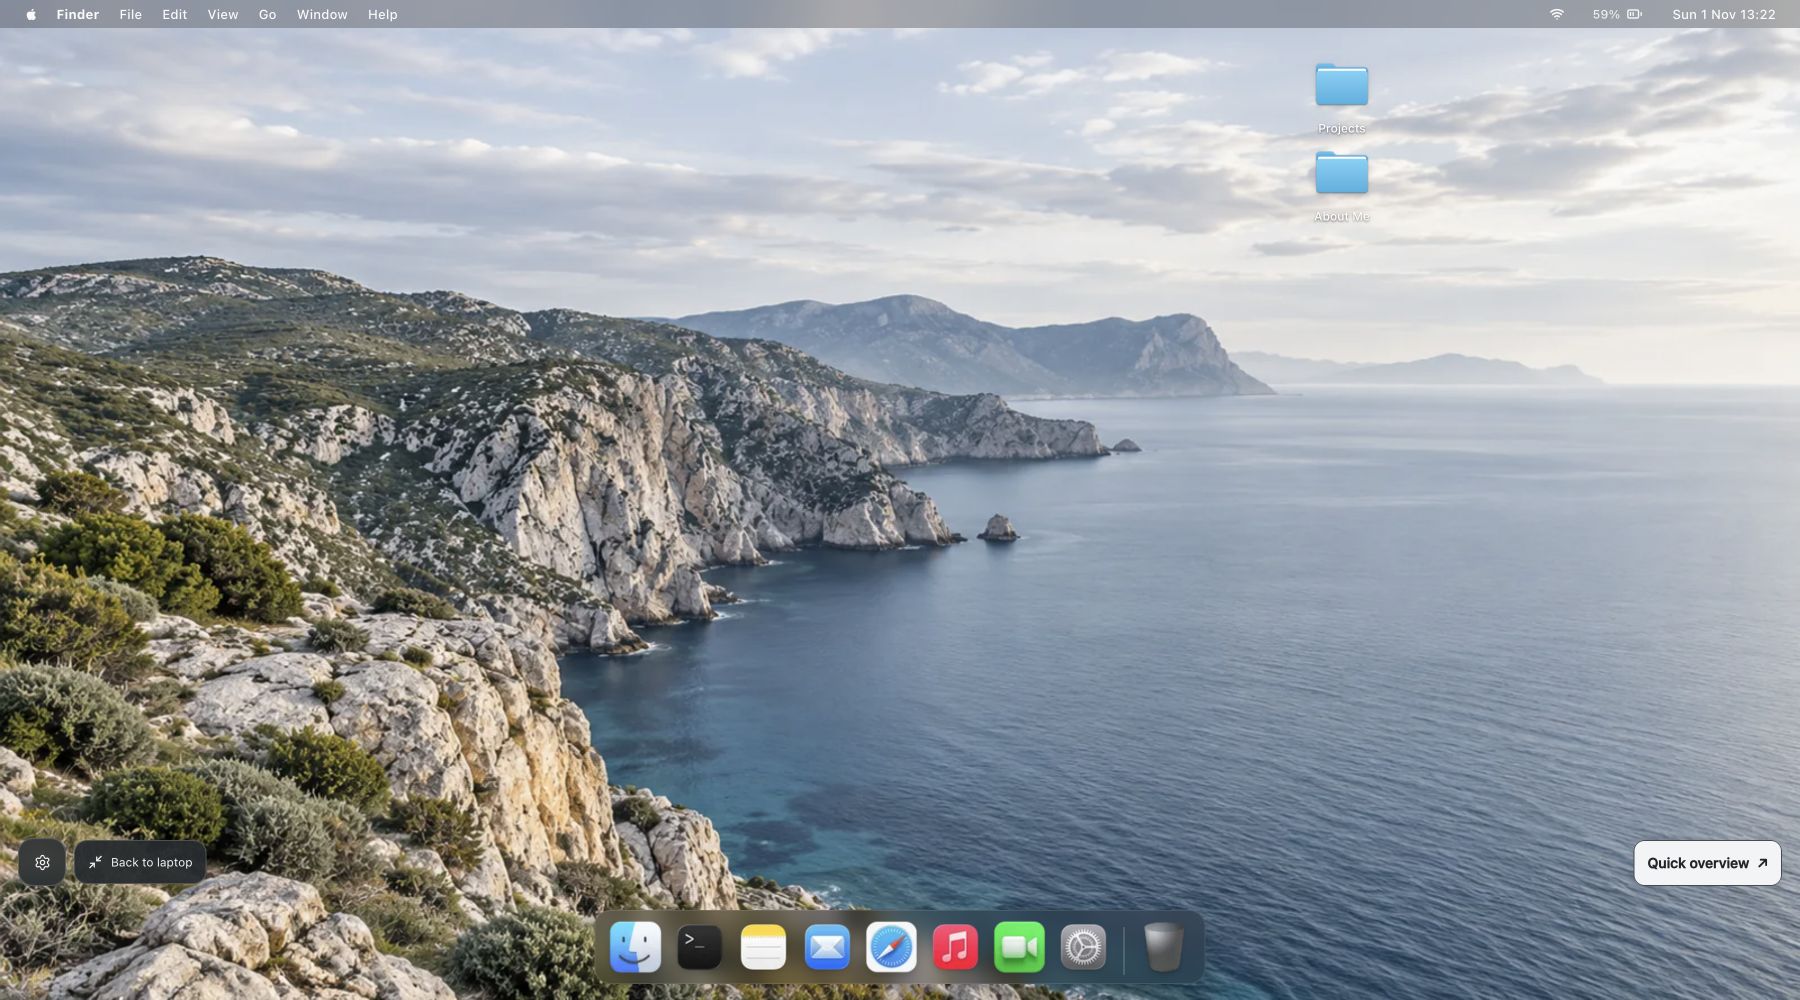 Finder File Edit View Go Window Help 59% Sun 1 Nov 13:22
Projects
About Me
Back to laptop
Quick overview
>_